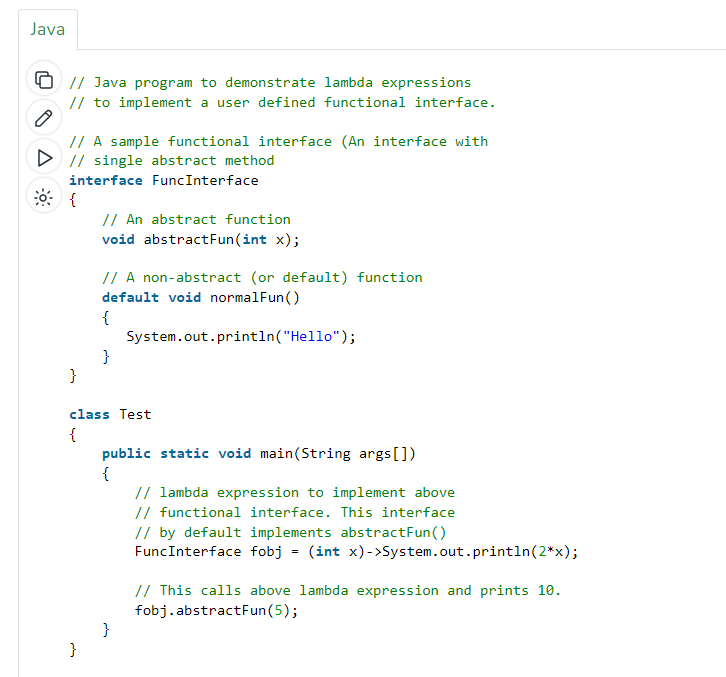 Java
// Java program to demonstrate lambda expressions
// to implement a user defined functional interface.
// A sample functional interface (An interface with
// single abstract method
interface FuncInterface
{
// An abstract function
void abstractFun(int x);
// A non-abstract (or default) function
default void normalFun()
{
System.out.println("Hello");
}
}
class Test
{
public static void main(String args[])
{
// lambda expression to implement above
// functional interface. This interface
// by default implements abstractFun()
FuncInterface fobj = (int x)->System.out.println(2*x);
// This calls above lambda expression and prints 10.
fobj.abstractFun(5);
}
}